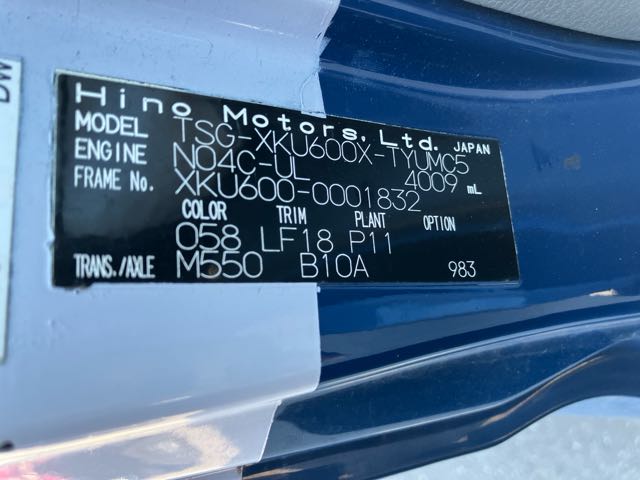 Hino Motors, Ltd. JAPAN
MODEL TSG-XKU600X-TYUMC5
ENGINE N04C-UL 4009 mL
FRAME No. XKU600-0001832
COLOR TRIM PLANT OPTION
058 LF18 P11
TRANS./AXLE M550 B10A 983